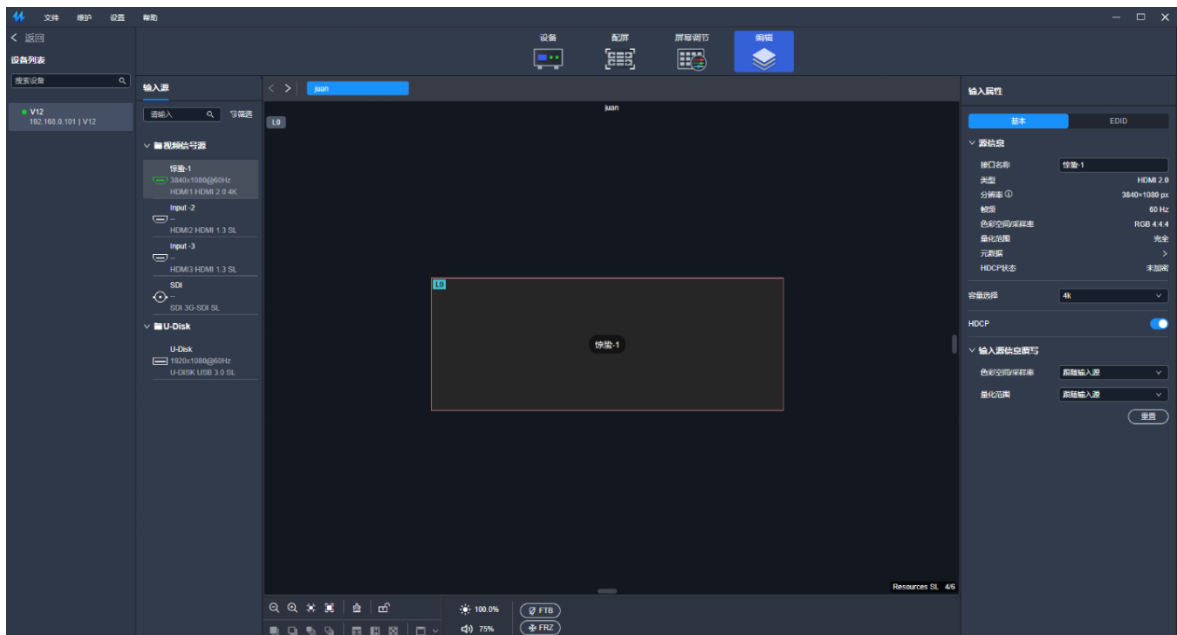 文件 维护 设置 帮助
返回
设备列表
搜索设备
V12
192.168.0.101 | V12
设备 配屏 屏幕调节 编辑
输入源
请输入 筛选
视频信号源
惊蛰-1
3840x1080@60Hz
HDMI1 HDMI 2.0 4K
Input -2
--
HDMI2 HDMI 1.3 SL
Input -3
--
HDMI3 HDMI 1.3 SL
SDI
--
SDI 3G-SDI SL
U-Disk
U-Disk
1920x1080@60Hz
U-DISK USB 3.0 SL
juan
juan
L0
L0
惊蛰-1
Resources SL 4/6
100.0% FTB
75% FRZ
输入属性
基本 EDID
源信息
接口名称 惊蛰-1
类型 HDMI 2.0
分辨率 3840×1080 px
帧频 60 Hz
色彩空间/采样率 RGB 4:4:4
量化范围 完全
元数据
HDCP状态 未加密
容量选择 4k
HDCP
输入源信息覆写
色彩空间/采样率 跟随输入源
量化范围 跟随输入源
重置